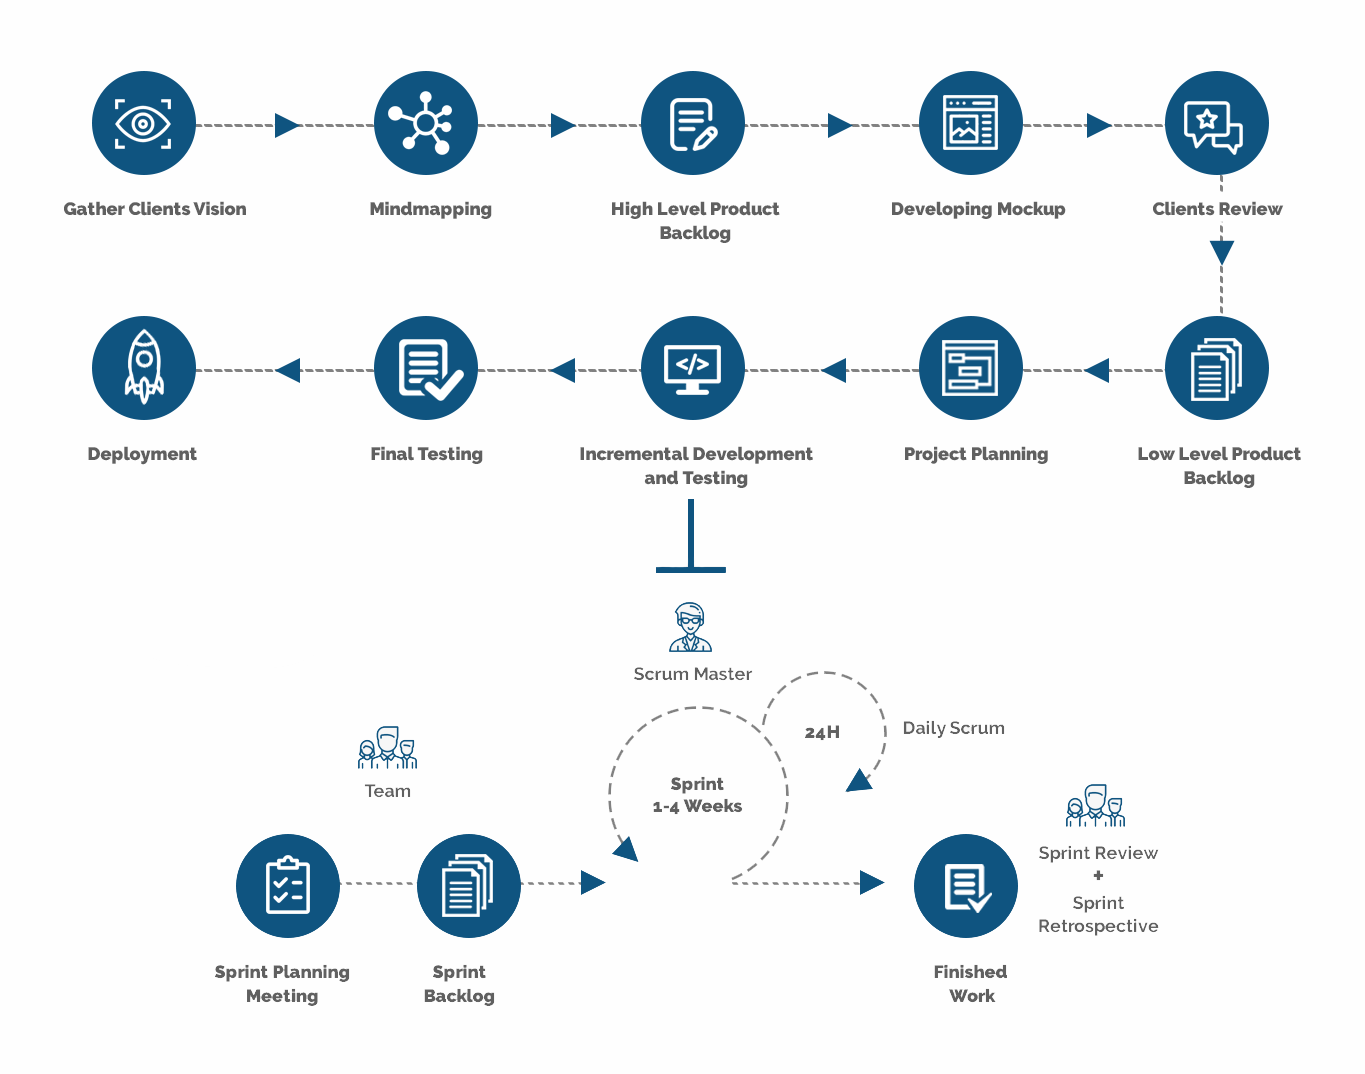 Gather Clients Vision
Mindmapping
High Level Product
Backlog
Developing Mockup
Clients Review
Deployment
Final Testing
Incremental Development
and Testing
Project Planning
Low Level Product
Backlog
Scrum Master
24H
Daily Scrum
Team
Sprint
1-4 Weeks
Sprint Review
+
Sprint
Retrospective
Sprint Planning
Meeting
Sprint
Backlog
Finished
Work